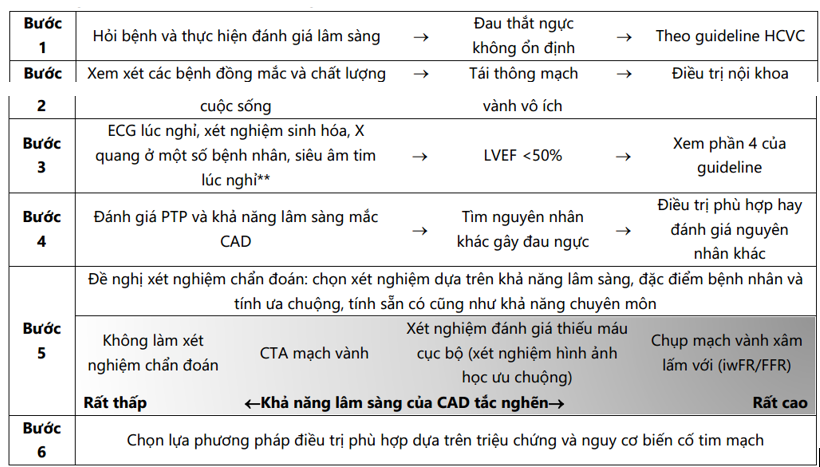 Bước
1
Hỏi bệnh và thực hiện đánh giá lâm sàng → Đau thắt ngực
không ổn định → Theo guideline HCVC
Bước
2
Xem xét các bệnh đồng mắc và chất lượng
cuộc sống → Tái thông mạch
vành vô ích → Điều trị nội khoa
Bước
3
ECG lúc nghỉ, xét nghiệm sinh hóa, X
quang ở một số bệnh nhân, siêu âm tim
lúc nghỉ** → LVEF <50% → Xem phần 4 của
guideline
Bước
4
Đánh giá PTP và khả năng lâm sàng mắc
CAD → Tìm nguyên nhân
khác gây đau ngực → Điều trị phù hợp hay
đánh giá nguyên
nhân khác
Bước
5
Đề nghị xét nghiệm chẩn đoán: chọn xét nghiệm dựa trên khả năng lâm sàng, đặc điểm bệnh nhân và
tính ưa chuộng, tính sẵn có cũng như khả năng chuyên môn
Không làm xét
nghiệm chẩn đoán
CTA mạch vành
Xét nghiệm đánh giá thiếu máu
cục bộ (xét nghiệm hình ảnh
học ưu chuộng)
Chụp mạch vành xâm
lấm với (iwFR/FFR)
Rất thấp ←Khả năng lâm sàng của CAD tắc nghẽn→ Rất cao
Bước
6
Chọn lựa phương pháp điều trị phù hợp dựa trên triệu chứng và nguy cơ biến cố tim mạch